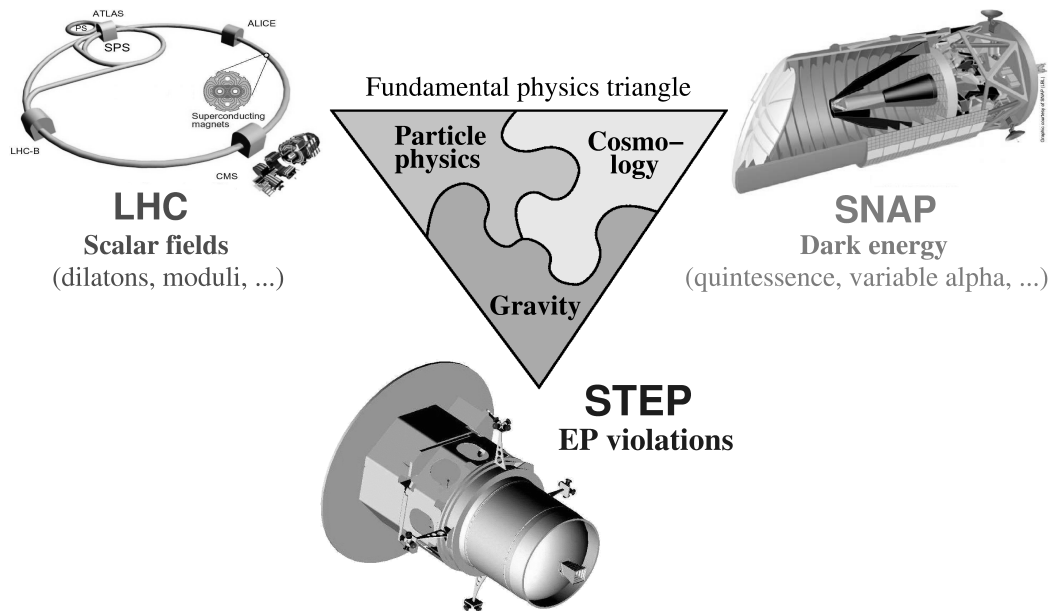 ATLAS
PS
SPS
ALICE
Superconducting
magnets
LHC-B
CMS
LHC
Scalar fields
(dilatons, moduli, ...)
Fundamental physics triangle
Particle
physics
Cosmo–
logy
Gravity
SNAP
Dark energy
(quintessence, variable alpha, ...)
STEP
EP violations